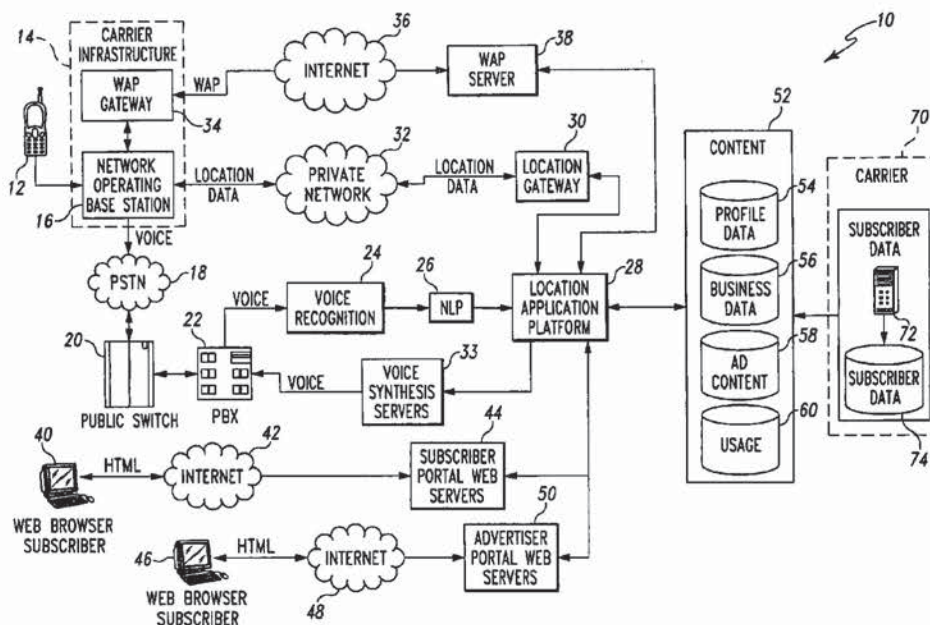 36
10
14
CARRIER
INFRASTRUCTURE
INTERNET
38
WAP
SERVER
WAP
GATEWAY
WAP
34
52
12
32
30
CONTENT
70
NETWORK
OPERATING
BASE STATION
LOCATION
DATA
PRIVATE
NETWORK
LOCATION
DATA
LOCATION
GATEWAY
54
CARRIER
16
PROFILE
DATA
SUBSCRIBER
DATA
VOICE
PSTN
18
24
26
28
56
VOICE
VOICE
RECOGNITION
NLP
LOCATION
APPLICATION
PLATFORM
BUSINESS
DATA
72
20
22
33
58
VOICE
VOICE
SYNTHESIS
SERVERS
AD
CONTENT
SUBSCRIBER
DATA
PUBLIC SWITCH
PBX
60
USAGE
74
40
42
44
HTML
INTERNET
SUBSCRIBER
PORTAL WEB
SERVERS
WEB BROWSER
SUBSCRIBER
50
46
HTML
INTERNET
ADVERTISER
PORTAL WEB
SERVERS
WEB BROWSER
SUBSCRIBER
48